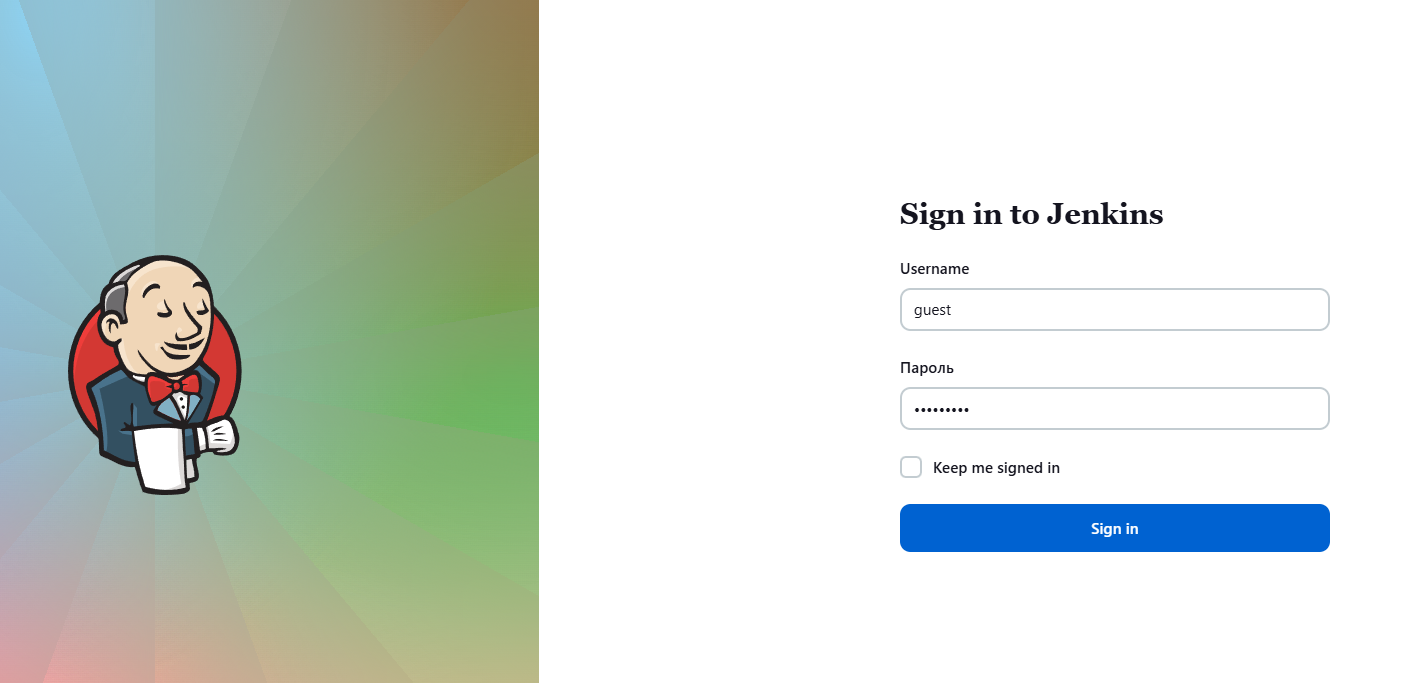 Sign in to Jenkins
Username
guest
Пароль
•••••••••
Keep me signed in
Sign in